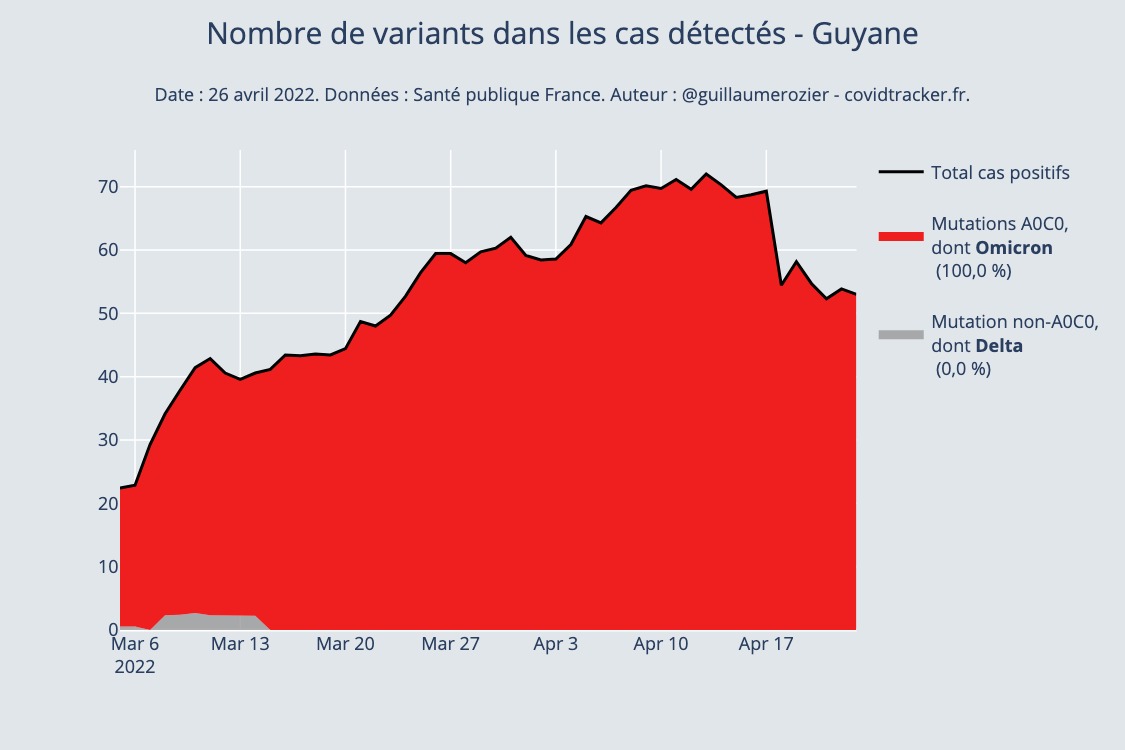 Nombre de variants dans les cas détectés - Guyane
Date : 26 avril 2022. Données : Santé publique France. Auteur : @guillaumerozier - covidtracker.fr.
70
60
50
40
30
20
10
0
Mar 6
2022
Mar 13
Mar 20
Mar 27
Apr 3
Apr 10
Apr 17
Total cas positifs
Mutations A0C0,
dont Omicron
(100,0 %)
Mutation non-A0C0,
dont Delta
(0,0 %)